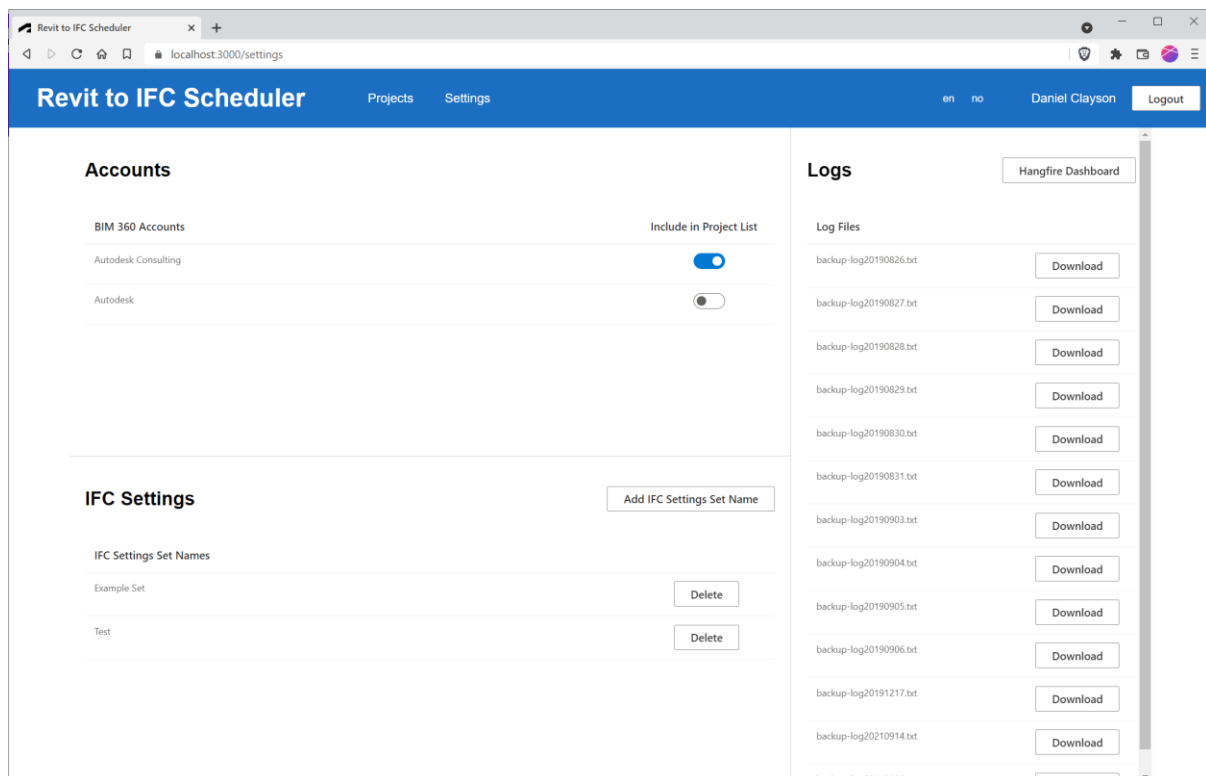 Revit to IFC Scheduler
localhost:3000/settings
Revit to IFC Scheduler
Projects
Settings
en
no
Daniel Clayson
Logout
Accounts
BIM 360 Accounts
Include in Project List
Autodesk Consulting
Autodesk
IFC Settings
Add IFC Settings Set Name
IFC Settings Set Names
Example Set
Delete
Test
Delete
Logs
Hangfire Dashboard
Log Files
backup-log20190826.txt
Download
backup-log20190827.txt
Download
backup-log20190828.txt
Download
backup-log20190829.txt
Download
backup-log20190830.txt
Download
backup-log20190831.txt
Download
backup-log20190903.txt
Download
backup-log20190904.txt
Download
backup-log20190905.txt
Download
backup-log20190906.txt
Download
backup-log20191217.txt
Download
backup-log20210914.txt
Download